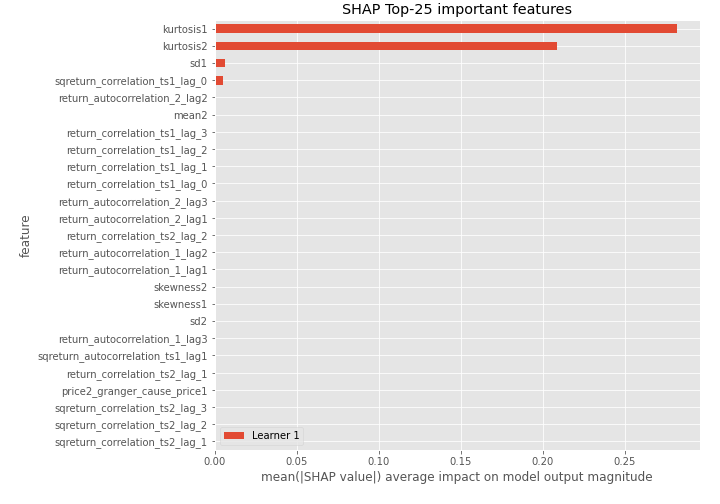 SHAP Top-25 important features
kurtosis1
kurtosis2
sd1
sqreturn_correlation_ts1_lag_0
return_autocorrelation_2_lag2
mean2
return_correlation_ts1_lag_3
return_correlation_ts1_lag_2
return_correlation_ts1_lag_1
return_correlation_ts1_lag_0
return_autocorrelation_2_lag3
return_autocorrelation_2_lag1
return_correlation_ts2_lag_2
return_autocorrelation_1_lag2
return_autocorrelation_1_lag1
skewness2
skewness1
sd2
return_autocorrelation_1_lag3
sqreturn_autocorrelation_ts1_lag1
return_correlation_ts2_lag_1
price2_granger_cause_price1
sqreturn_correlation_ts2_lag_3
sqreturn_correlation_ts2_lag_2
sqreturn_correlation_ts2_lag_1
feature
Learner 1
0.00 0.05 0.10 0.15 0.20 0.25
mean(|SHAP value|) average impact on model output magnitude